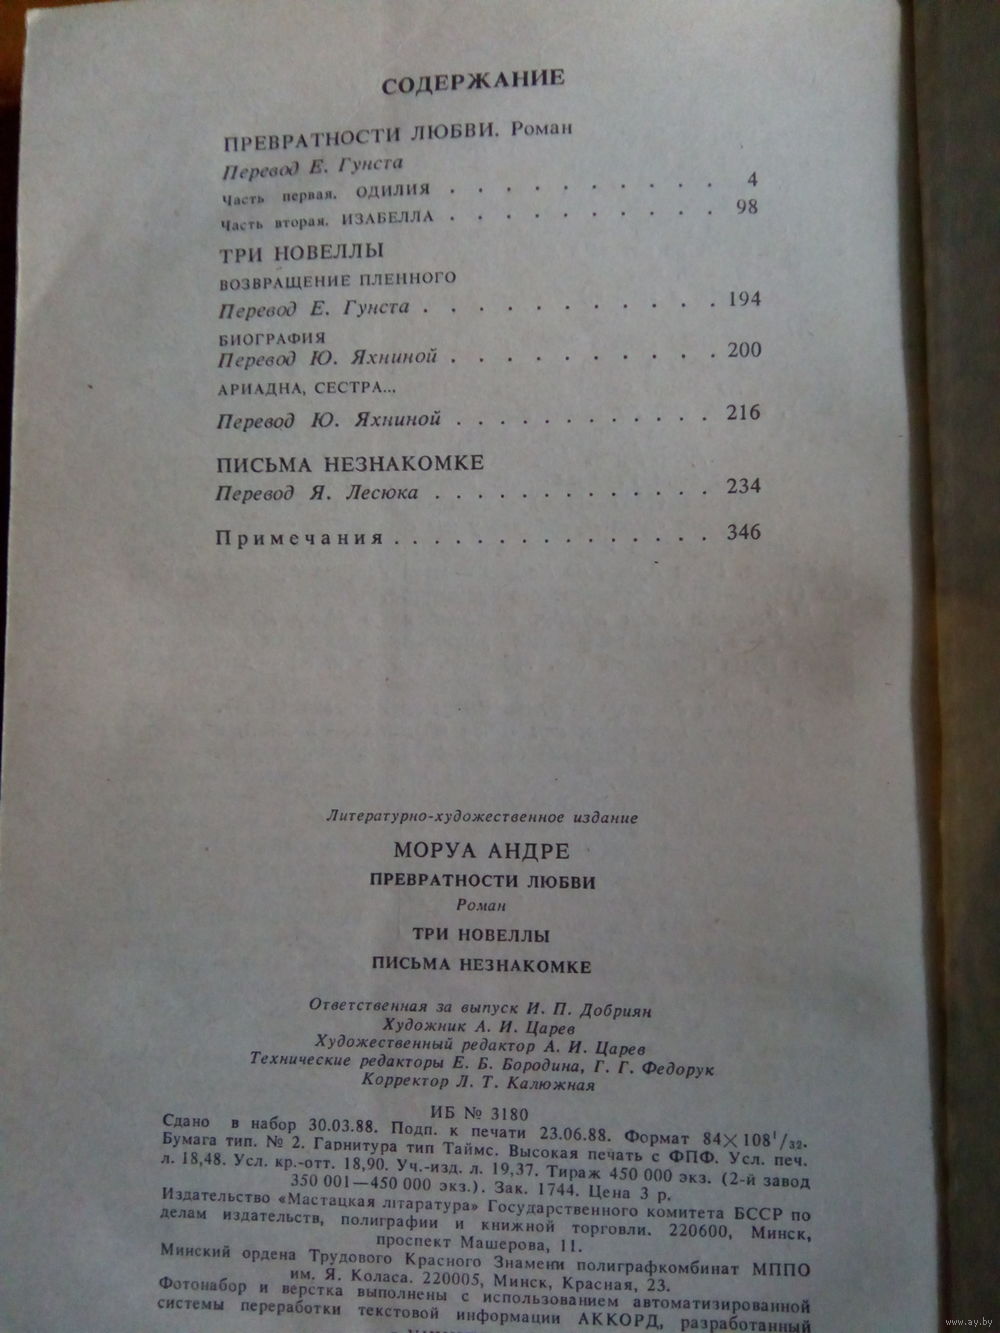 СОДЕРЖАНИЕ
ПРЕВРАТНОСТИ ЛЮБВИ. Роман
Перевод Е. Гунста
Часть первая. ОДИЛИЯ . . . . . . . . . . 4
Часть вторая. ИЗАБЕЛЛА . . . . . . . . . . 98
ТРИ НОВЕЛЛЫ
ВОЗВРАЩЕНИЕ ПЛЕННОГО
Перевод Е. Гунста . . . . . . . . . . . 194
БИОГРАФИЯ
Перевод Ю. Яхниной . . . . . . . . . . 200
АРИАДНА, СЕСТРА...
Перевод Ю. Яхниной . . . . . . . . . . 216
ПИСЬМА НЕЗНАКОМКЕ
Перевод Я. Лесюка . . . . . . . . . . . 234
Примечания . . . . . . . . . . . . . 346
Литературно-художественное издание
МОРУА АНДРЕ
ПРЕВРАТНОСТИ ЛЮБВИ
Роман
ТРИ НОВЕЛЛЫ
ПИСЬМА НЕЗНАКОМКЕ
Ответственная за выпуск И. П. Добриян
Художник А. И. Царев
Художественный редактор А. И. Царев
Технические редакторы Е. Б. Бородина, Г. Г. Федорук
Корректор Л. Т. Калюжная
ИБ № 3180
Сдано в набор 30.03.88. Подп. к печати 23.06.88. Формат 84×108¹/₃₂.
Бумага тип. № 2. Гарнитура тип Таймс. Высокая печать с ФПФ. Усл. печ.
л. 18,48. Усл. кр.-отт. 18,90. Уч.-изд. л. 19,37. Тираж 450 000 экз. (2-й завод
350 001—450 000 экз.). Зак. 1744. Цена 3 р.
Издательство «Мастацкая літаратура» Государственного комитета БССР по
делам издательств, полиграфии и книжной торговли. 220600, Минск,
проспект Машерова, 11.
Минский ордена Трудового Красного Знамени полиграфкомбинат МППО
им. Я. Коласа. 220005, Минск, Красная, 23.
Фотонабор и верстка выполнены с использованием автоматизированной
системы переработки текстовой информации АККОРД, разработанный
www.ay.by